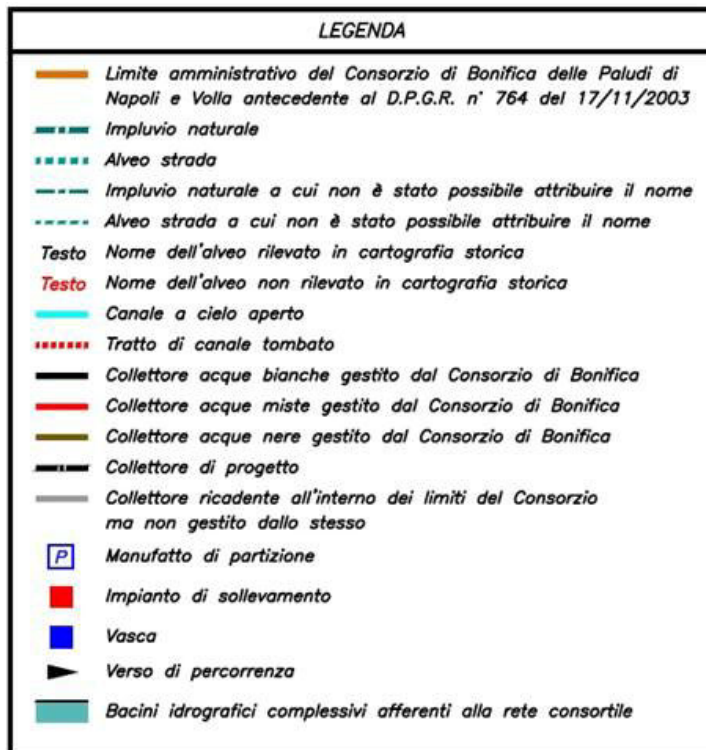 LEGENDA
Limite amministrativo del Consorzio di Bonifica delle Paludi di
Napoli e Volla antecedente al D.P.G.R. n° 764 del 17/11/2003
Impluvio naturale
Alveo strada
Impluvio naturale a cui non è stato possibile attribuire il nome
Alveo strada a cui non è stato possibile attribuire il nome
Testo Nome dell'alveo rilevato in cartografia storica
Testo Nome dell'alveo non rilevato in cartografia storica
Canale a cielo aperto
Tratto di canale tombato
Collettore acque bianche gestito dal Consorzio di Bonifica
Collettore acque miste gestito dal Consorzio di Bonifica
Collettore acque nere gestito dal Consorzio di Bonifica
Collettore di progetto
Collettore ricadente all'interno dei limiti del Consorzio
ma non gestito dallo stesso
P Manufatto di partizione
Impianto di sollevamento
Vasca
Verso di percorrenza
Bacini idrografici complessivi afferenti alla rete consortile